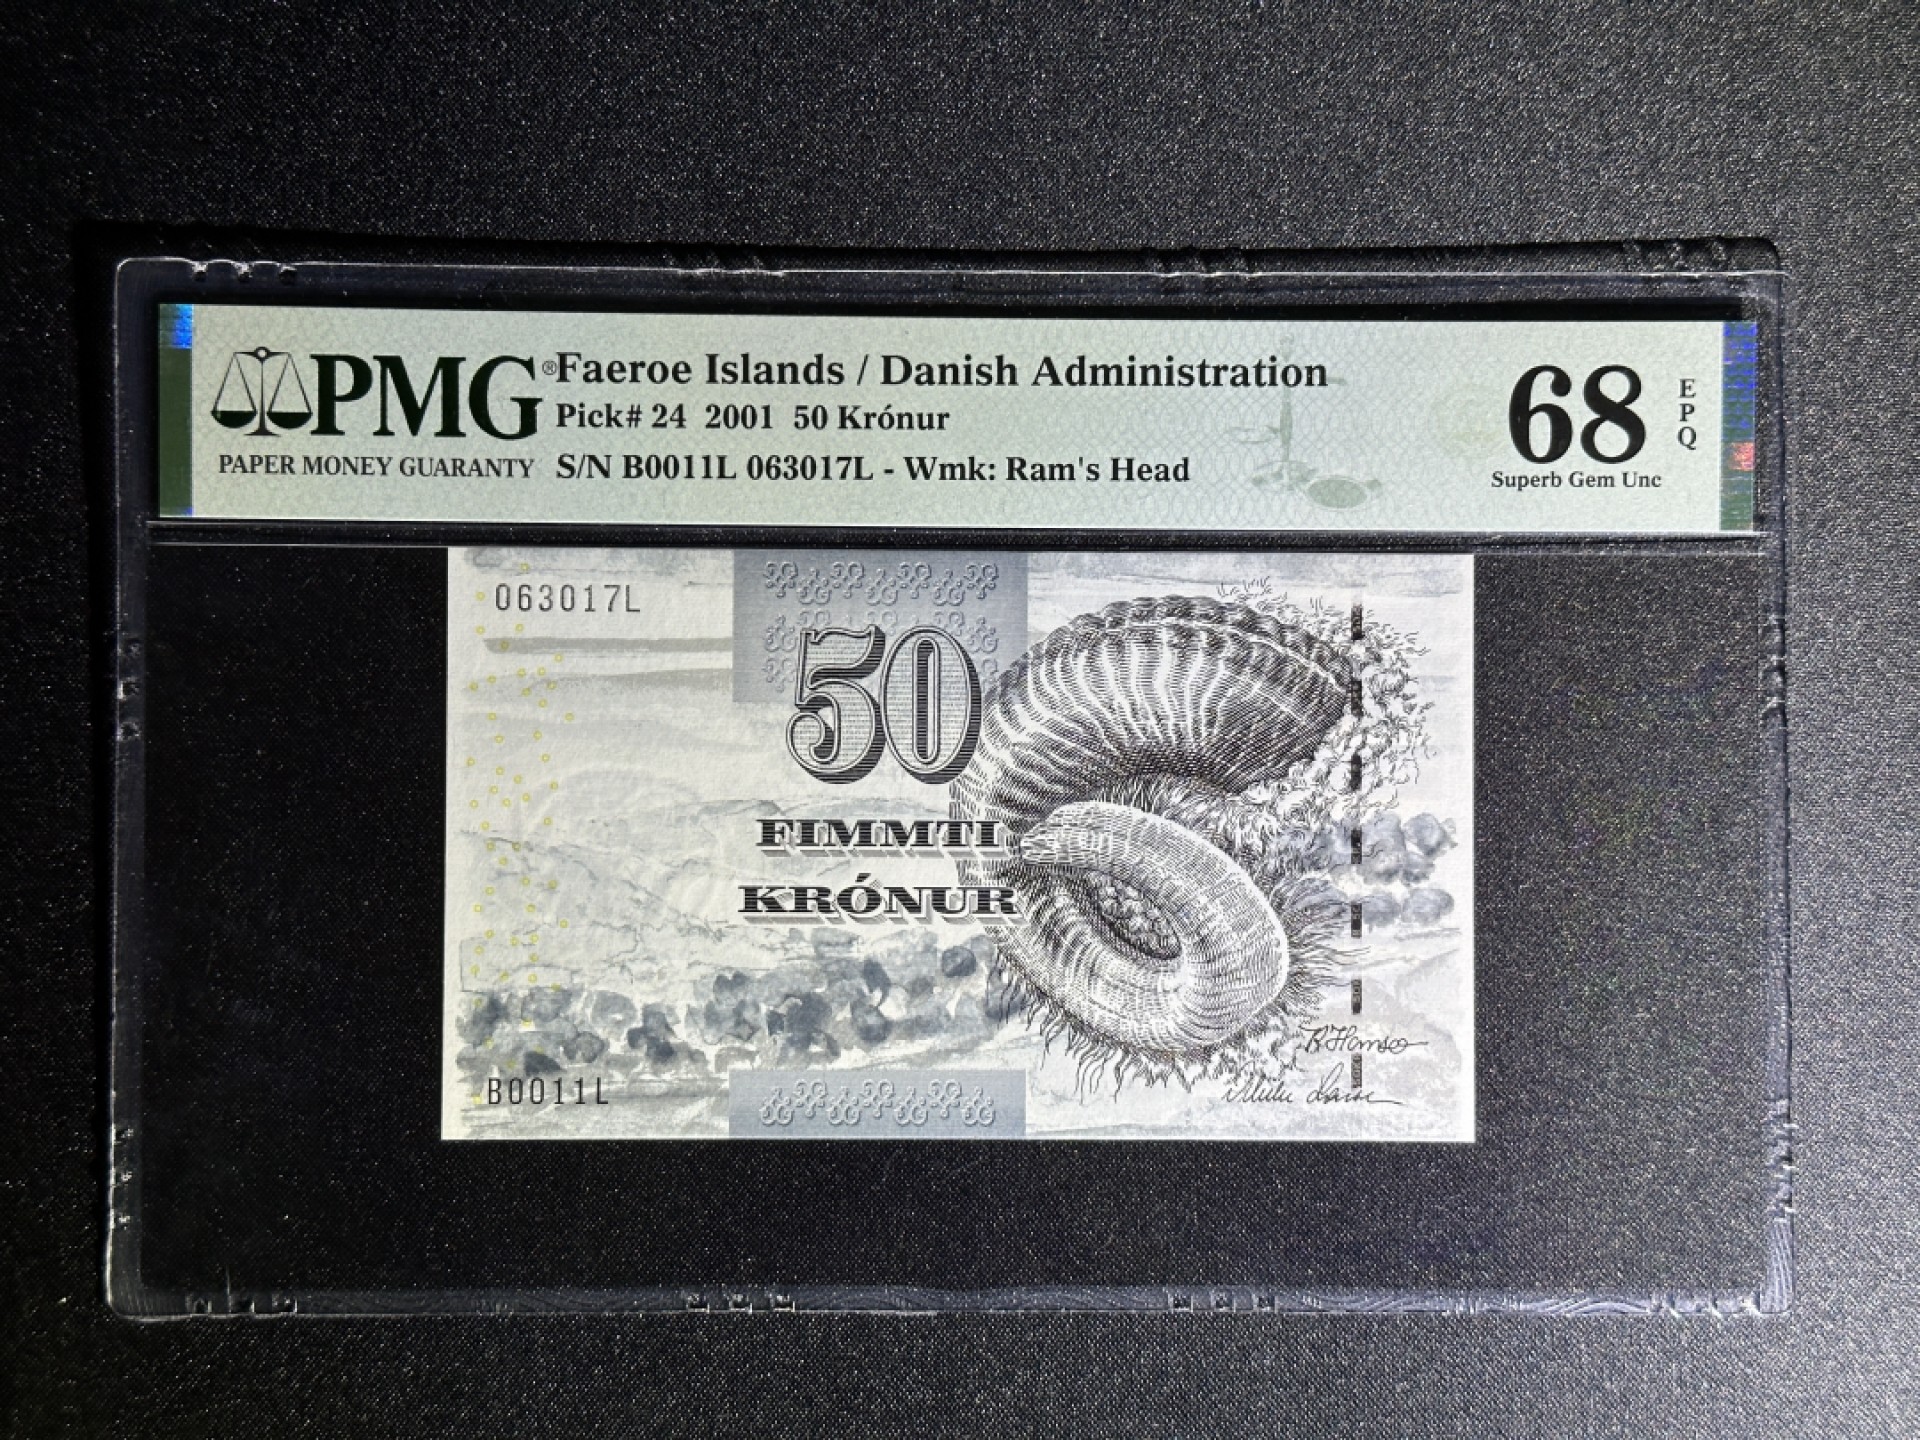 PMG®
PAPER MONEY GUARANTY
Faeroe Islands / Danish Administration
Pick# 24 2001 50 Krónur
S/N B0011L 063017L - Wmk: Ram's Head
68
EPQ
Superb Gem Unc
063017L
50
FIMMTI
KRÓNUR
B0011L